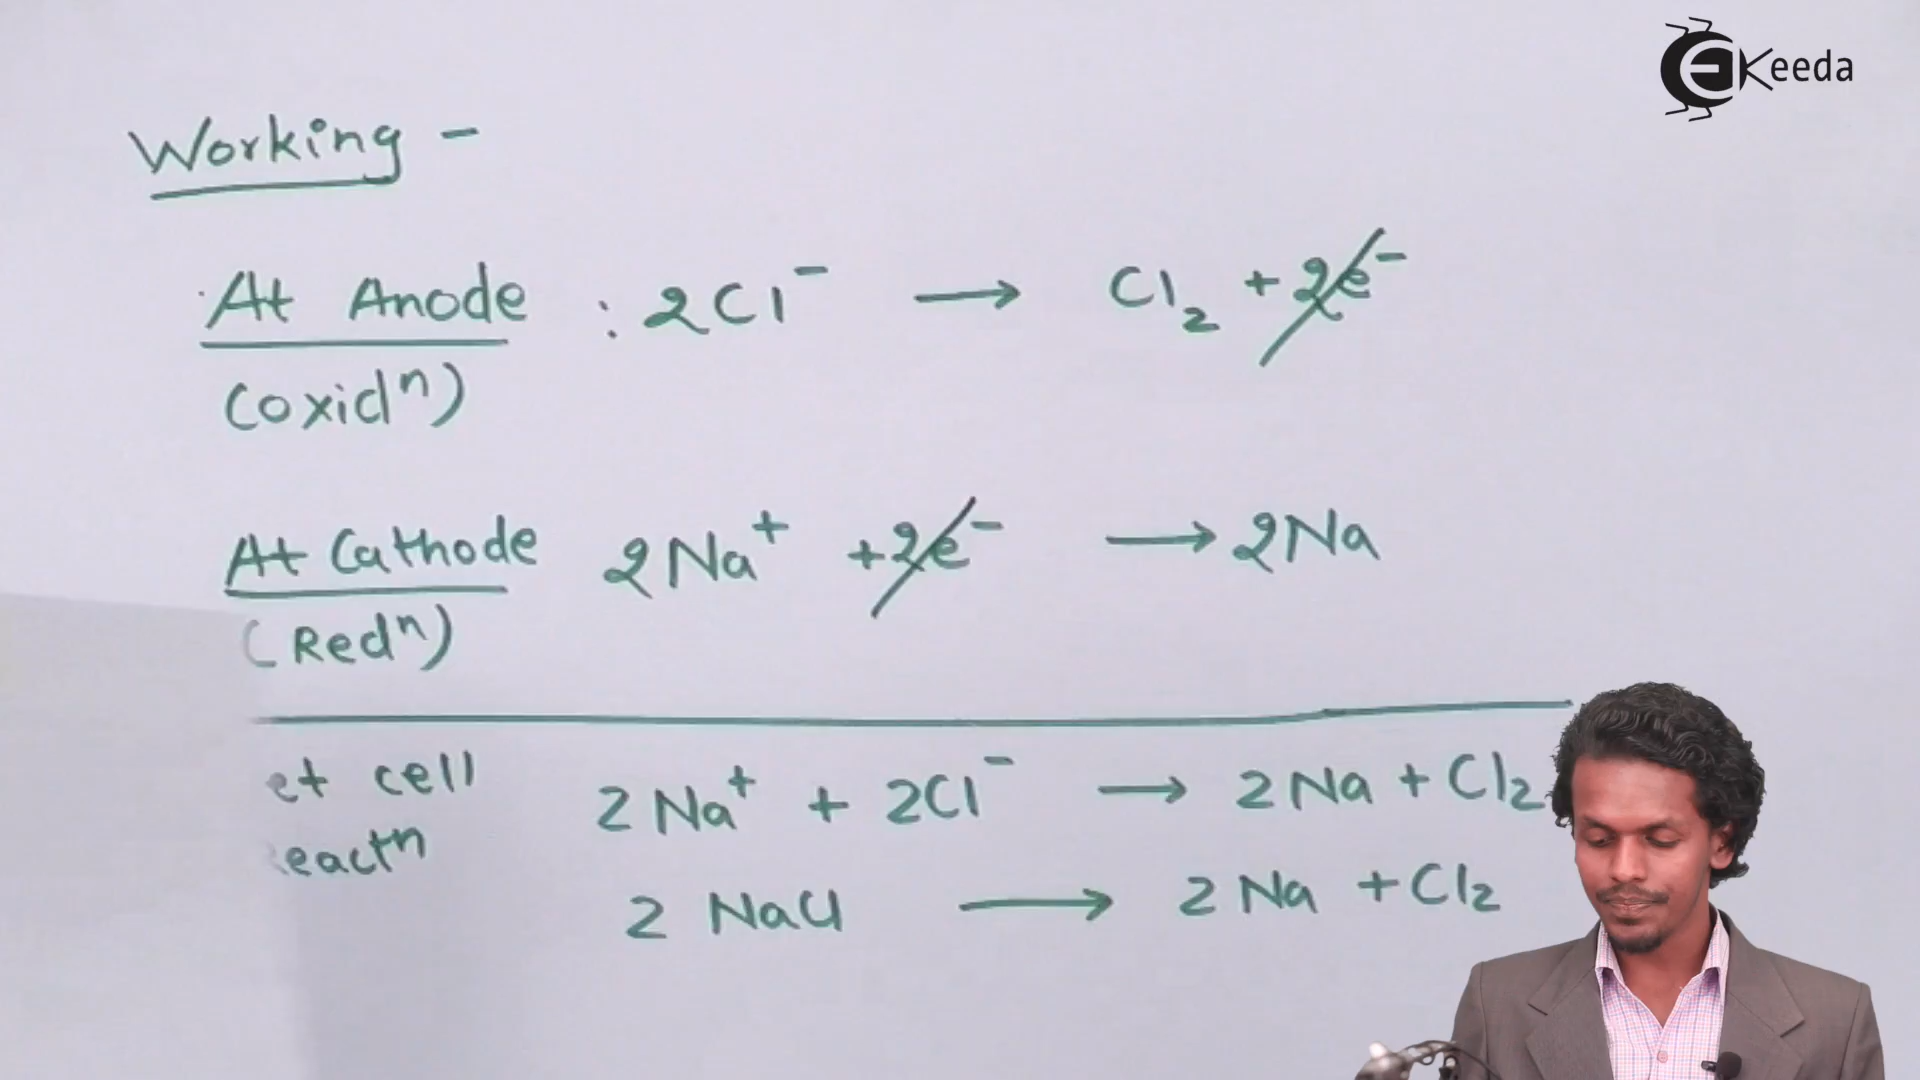 EKeeda
Working -
At Anode : 2Cl⁻ → Cl₂ + 2e⁻
(oxidⁿ)
At Cathode 2Na⁺ + 2e⁻ → 2Na
(Redⁿ)
et cell 2Na⁺ + 2Cl⁻ → 2Na + Cl₂
eactⁿ
2 NaCl → 2 Na + Cl₂